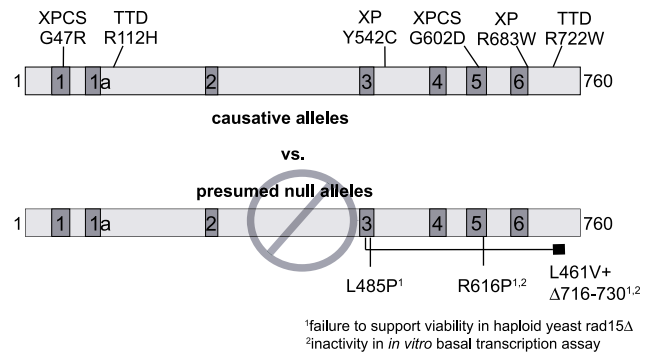 XPCS TTD XP XPCS XP TTD
G47R R112H Y542C G602D R683W R722W
1 1 1a 2 3 4 5 6 760
causative alleles
vs.
presumed null alleles
1 1 1a 2 3 4 5 6 760
L485P¹ R616P¹,² L461V+
Δ716-730¹,²
¹failure to support viability in haploid yeast rad15Δ
²inactivity in in vitro basal transcription assay